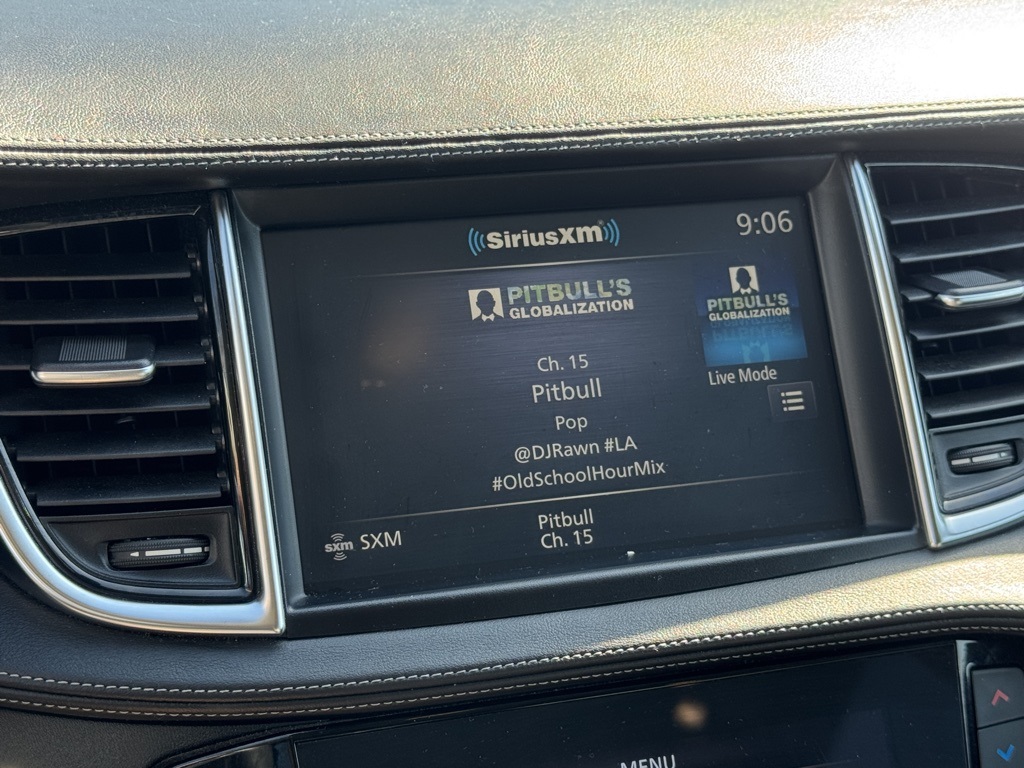 SiriusXM
9:06
PITBULL'S
GLOBALIZATION
PITBULL'S
GLOBALIZATION
Ch. 15
Pitbull
Live Mode
Pop
@DJRawn #LA
#OldSchoolHourMix
sxm SXM
Pitbull
Ch. 15
MENU